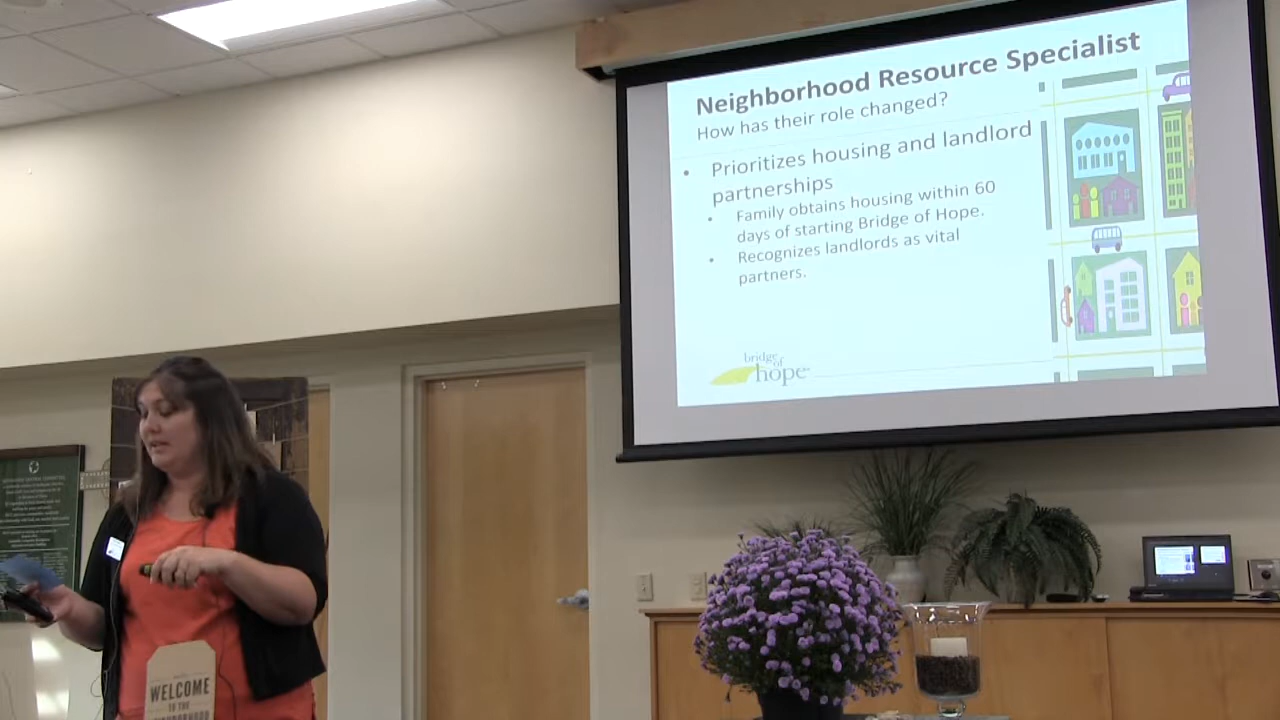 Neighborhood Resource Specialist
How has their role changed?
• Prioritizes housing and landlord
partnerships
• Family obtains housing within 60
days of starting Bridge of Hope.
• Recognizes landlords as vital
partners.
bridge
of
hope
WELCOME
TO THE